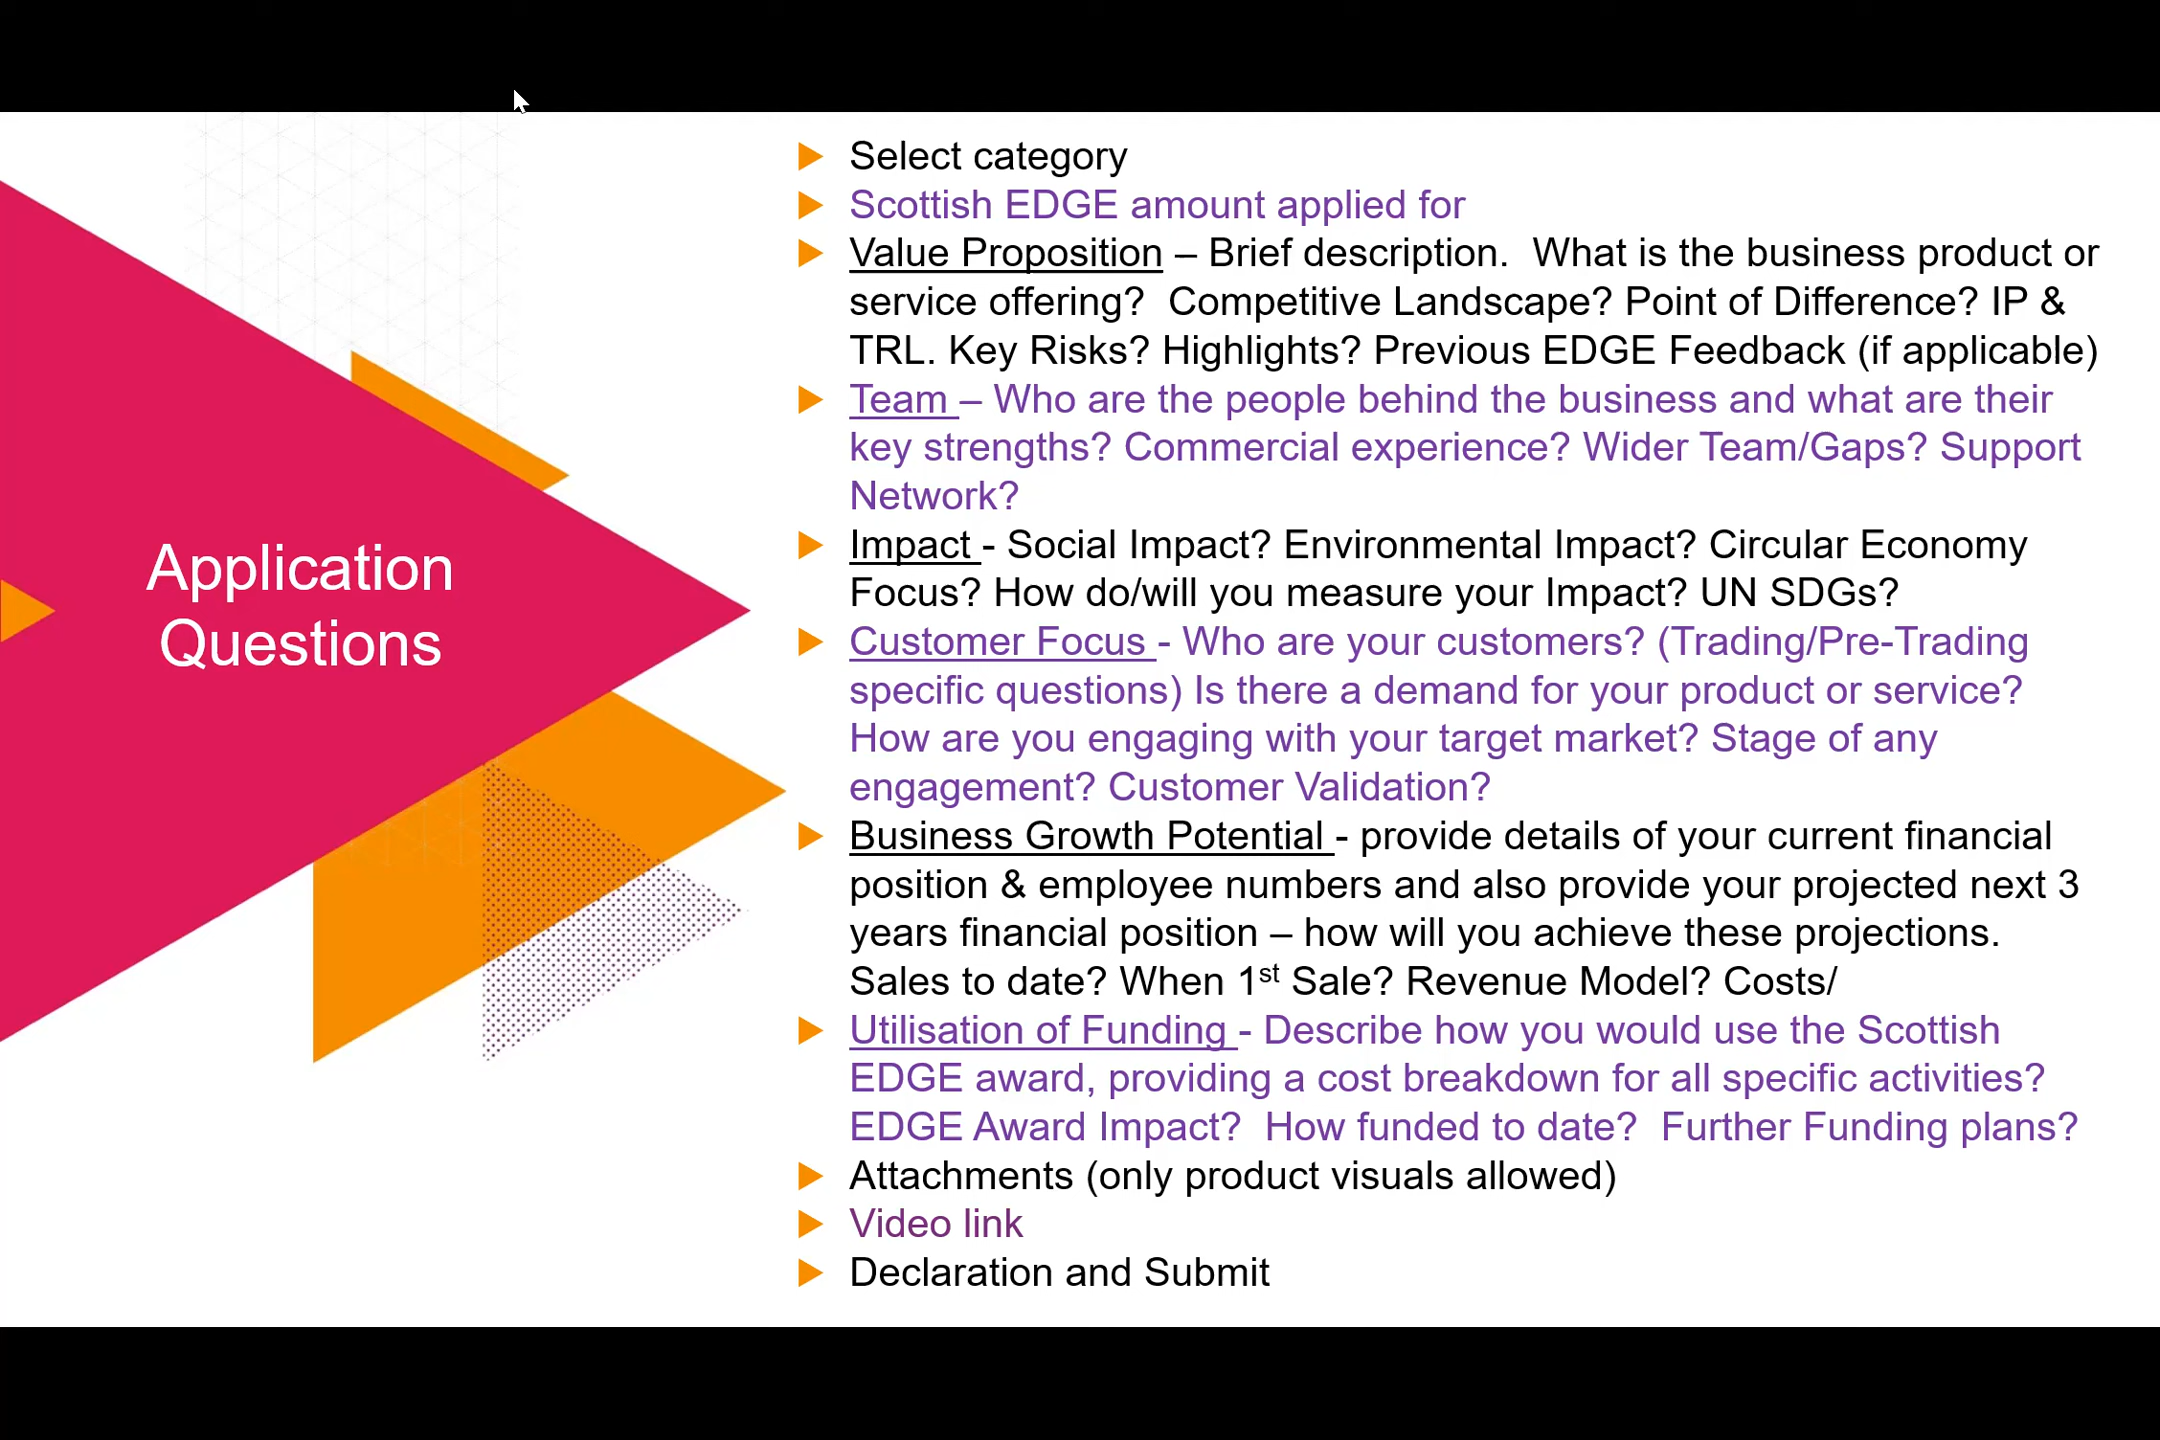 Application
Questions
Select category
Scottish EDGE amount applied for
Value Proposition – Brief description.  What is the business product or
service offering?  Competitive Landscape? Point of Difference? IP &
TRL. Key Risks? Highlights? Previous EDGE Feedback (if applicable)
Team – Who are the people behind the business and what are their
key strengths? Commercial experience? Wider Team/Gaps? Support
Network?
Impact - Social Impact? Environmental Impact? Circular Economy
Focus? How do/will you measure your Impact? UN SDGs?
Customer Focus - Who are your customers? (Trading/Pre-Trading
specific questions) Is there a demand for your product or service?
How are you engaging with your target market? Stage of any
engagement? Customer Validation?
Business Growth Potential - provide details of your current financial
position & employee numbers and also provide your projected next 3
years financial position – how will you achieve these projections.
Sales to date? When 1st Sale? Revenue Model? Costs/
Utilisation of Funding - Describe how you would use the Scottish
EDGE award, providing a cost breakdown for all specific activities?
EDGE Award Impact?  How funded to date?  Further Funding plans?
Attachments (only product visuals allowed)
Video link
Declaration and Submit